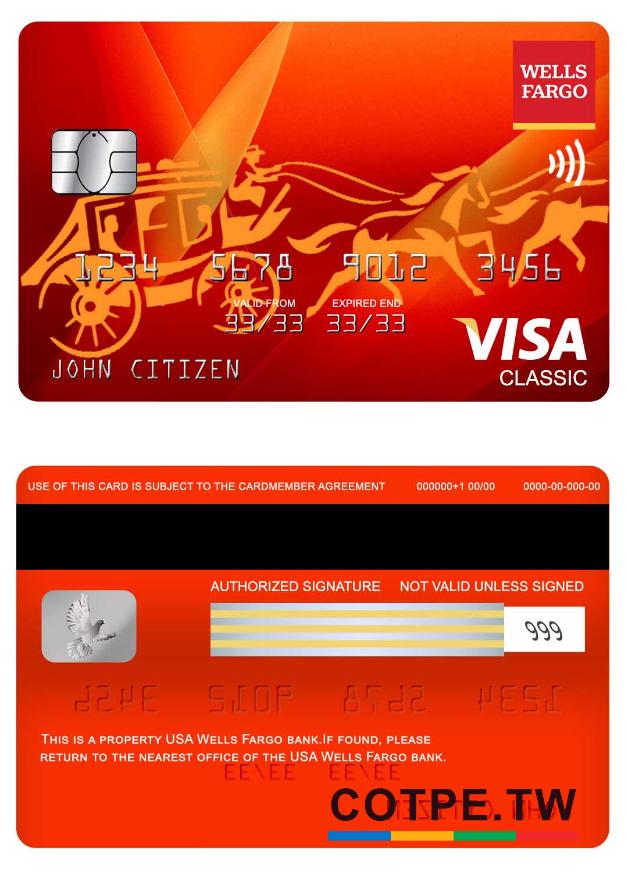 WELLS
FARGO
1234 5678 9012 3456
VALID FROM EXPIRED END
33/33 33/33
JOHN CITIZEN
VISA
CLASSIC
USE OF THIS CARD IS SUBJECT TO THE CARDMEMBER AGREEMENT 000000+1 00/00 0000-00-000-00
AUTHORIZED SIGNATURE NOT VALID UNLESS SIGNED
999
THIS IS A PROPERTY USA WELLS FARGO BANK.IF FOUND, PLEASE
RETURN TO THE NEAREST OFFICE OF THE USA WELLS FARGO BANK.
COTPE.TW